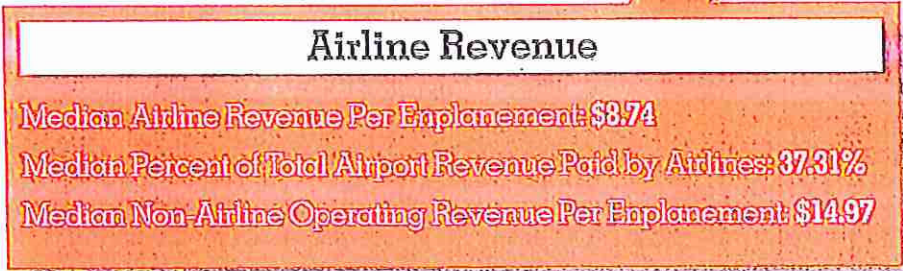 Airline Revenue
Median Airline Revenue Per Enplanement: $8.74
Median Percent of Total Airport Revenue Paid by Airlines: 37.31%
Median Non-Airline Operating Revenue Per Enplanement: $14.97